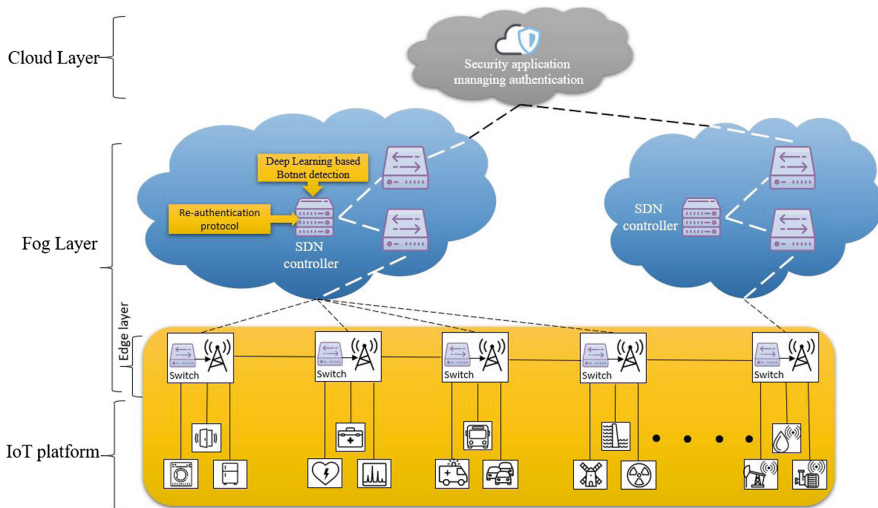 Cloud Layer
Security application
managing authentication
Deep Learning based
Botnet detection
Re-authentication
protocol
SDN
controller
SDN
controller
Fog Layer
Edge layer
Switch
Switch
Switch
Switch
Switch
IoT platform